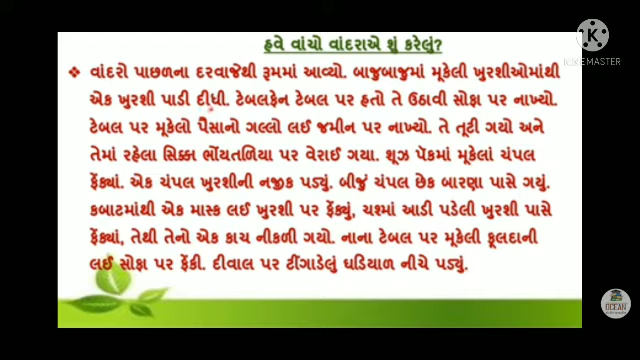 હવે વાંચો વાંદરાએ શું કરેલું?
❖ વાંદરો પાછળના દરવાજેથી રૂમમાં આવ્યો. બાજુબાજુમાં મૂકેલી ખુરશીઓમાંથી
એક ખુરશી પાડી દીધી. ટેબલફેન ટેબલ પર હતો તે ઉઠાવી સોફા પર નાખ્યો.
ટેબલ પર મૂકેલો પૈસાનો ગલ્લો લઈ જમીન પર નાખ્યો. તે તૂટી ગયો અને
તેમાં રહેલા સિક્કા ભોંયતળિયા પર વેરાઈ ગયા. શૂઝ પૅકમાં મૂકેલાં ચંપલ
ફેંક્યાં. એક ચંપલ ખુરશીની નજીક પડ્યું. બીજું ચંપલ છેક બારણા પાસે ગયું.
કબાટમાંથી એક માસ્ક લઈ ખુરશી પર ફેંક્યું, ચશ્માં આડી પડેલી ખુરશી પાસે
ફેંક્યાં, તેથી તેનો એક કાચ નીકળી ગયો. નાના ટેબલ પર મૂકેલી ફૂલદાની
લઈ સોફા પર ફેંકી. દીવાલ પર ટીંગાડેલું ઘડિયાળ નીચે પડ્યું.
KINEMASTER
OCEAN